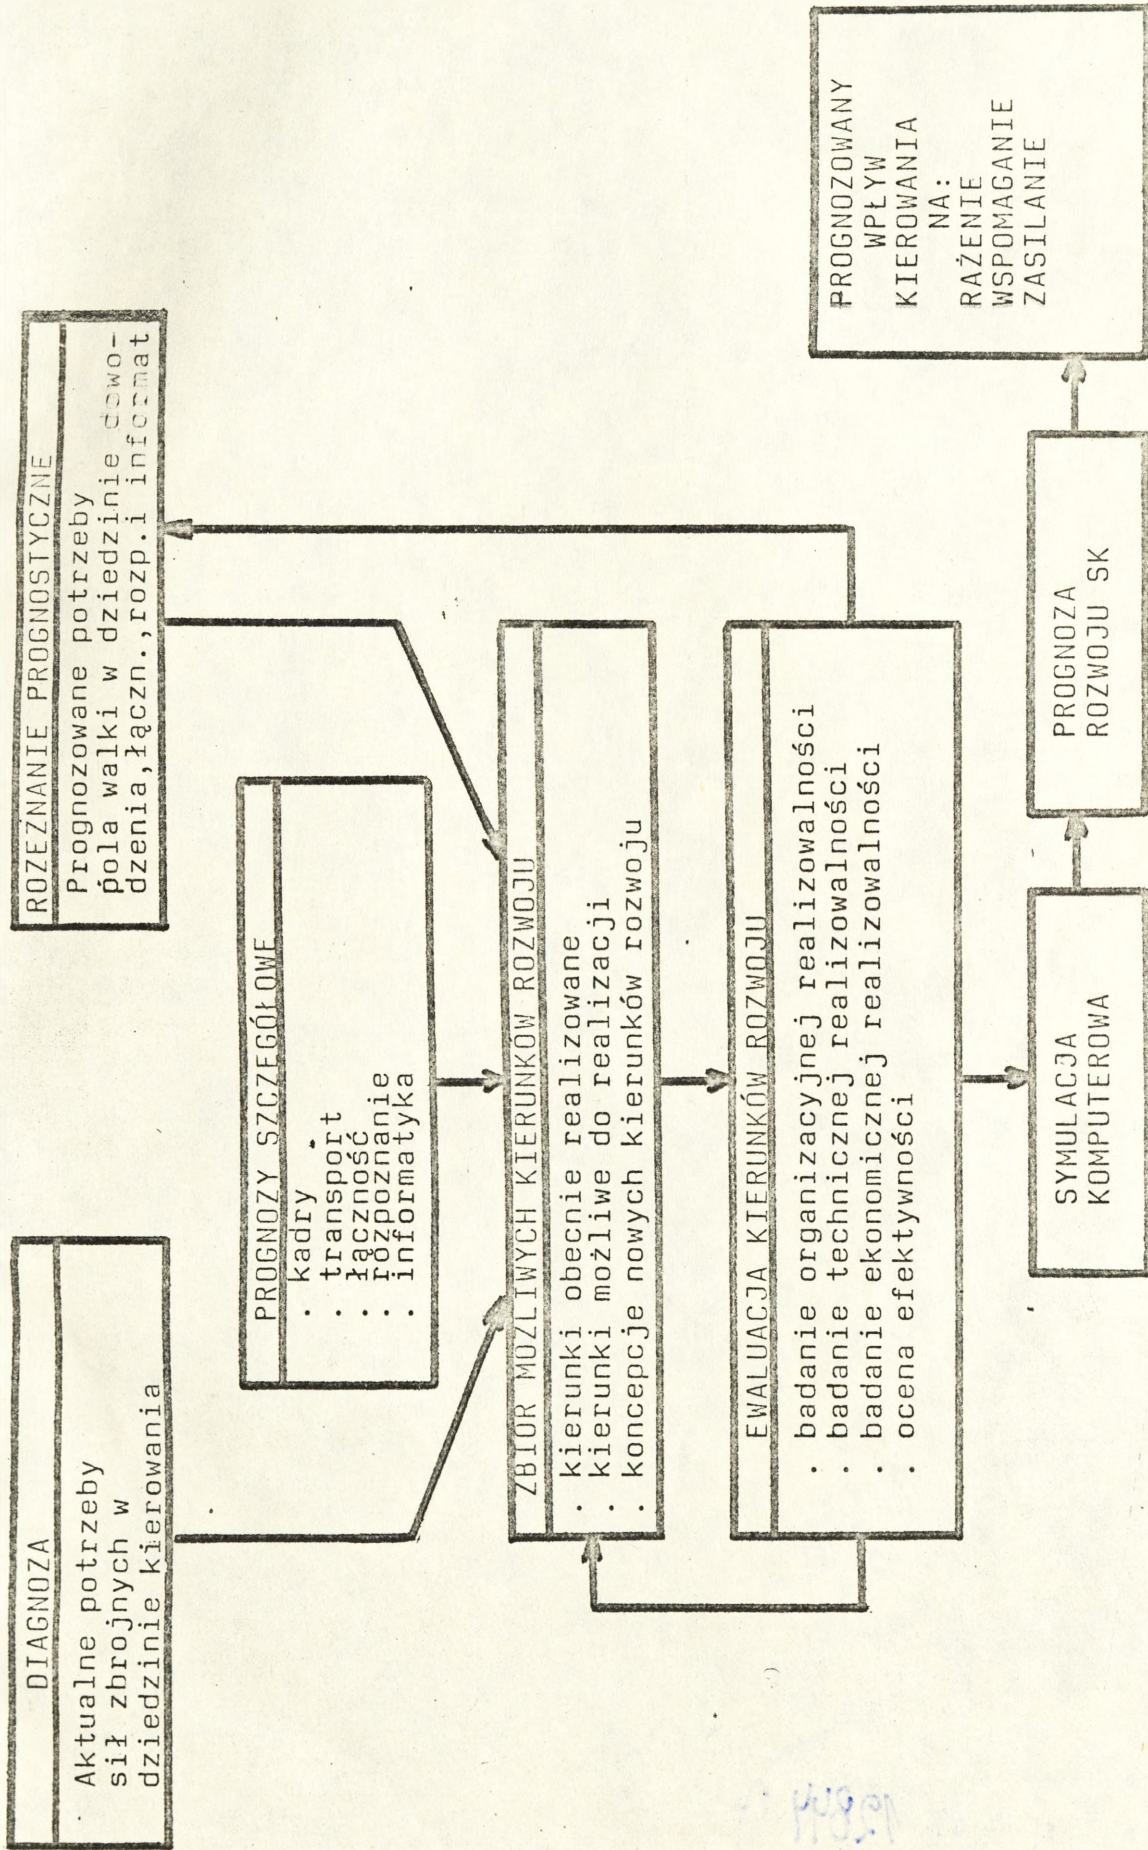 DIAGNOZA
Aktualne potrzeby
sił zbrojnych w
dziedzinie kierowania
ROZEZNANIE PROGNOSTYCZNE
Prognozowane potrzeby
pola walki w dziedzinie dowo-
dzenia,łączn.,rozp.i informat
PROGNOZY SZCZEGÓŁOWE
. kadry
. transport
. łączność
. rozpoznanie
. informatyka
ZBIOR MOZLIWYCH KIERUNKÓW ROZWOJU
. kierunki obecnie realizowane
. kierunki możliwe do realizacji
. koncepcje nowych kierunków rozwoju
EWALUACJA KIERUNKÓW ROZWOJU
. badanie organizacyjnej realizowalności
. badanie technicznej realizowalności
. badanie ekonomicznej realizowalności
. ocena efektywności
SYMULACJA
KOMPUTEROWA
PROGNOZA
ROZWOJU SK
PROGNOZOWANY
WPŁYW
KIEROWANIA
NA:
RAŻENIE
WSPOMAGANIE
ZASILANIE